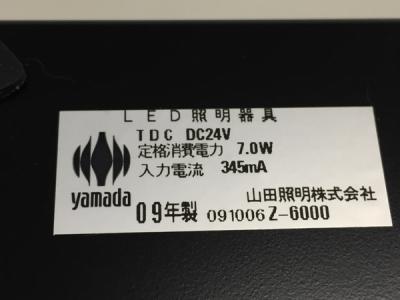 LED照明器具
TDC DC24V
定格消費電力 7.0W
入力電流 345mA
yamada
山田照明株式会社
09年製 091006 Z-6000